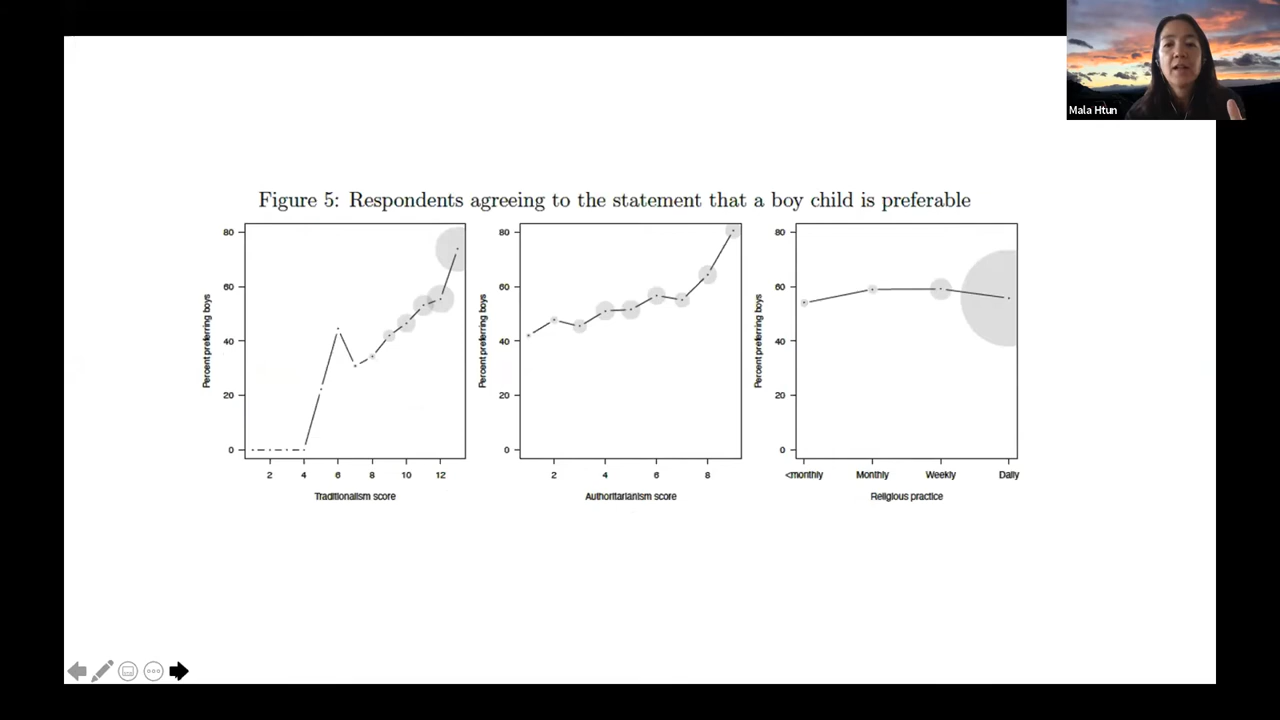 Mala Htun
Figure 5: Respondents agreeing to the statement that a boy child is preferable
80
60
40
20
0
Percent preferring boys
2 4 6 8 10 12
Traditionalism score
80
60
40
20
0
Percent preferring boys
2 4 6 8
Authoritarianism score
80
60
40
20
0
Percent preferring boys
<monthly Monthly Weekly Daily
Religious practice